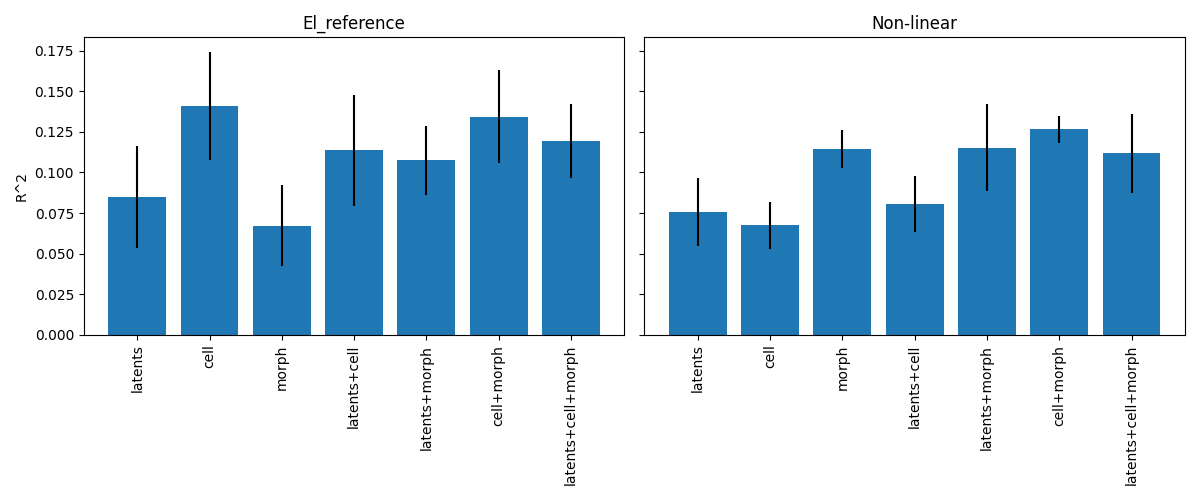 El_reference
Non-linear
R^2
0.175
0.150
0.125
0.100
0.075
0.050
0.025
0.000
latents
cell
morph
latents+cell
latents+morph
cell+morph
latents+cell+morph
latents
cell
morph
latents+cell
latents+morph
cell+morph
latents+cell+morph